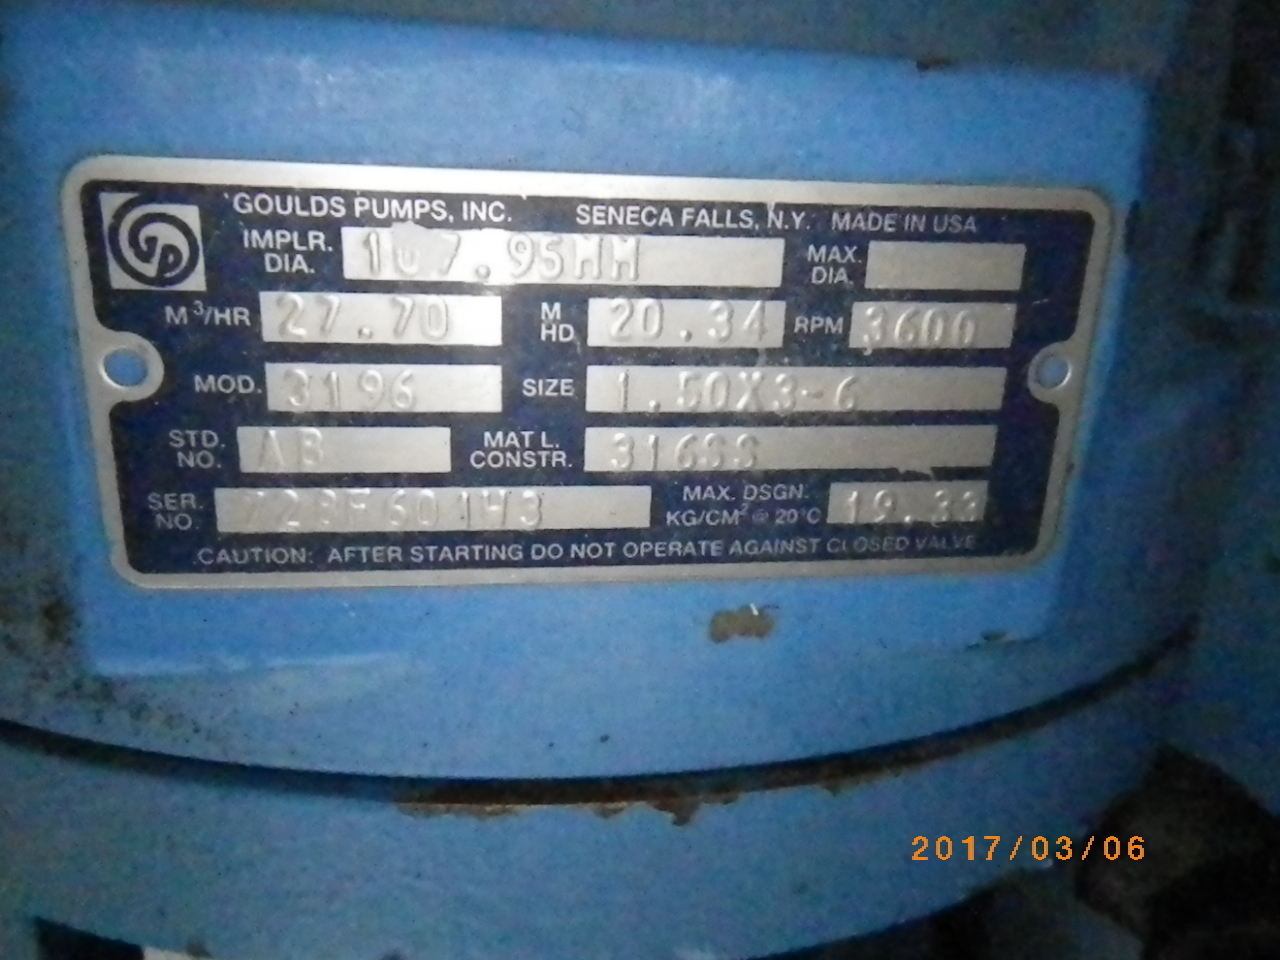 GOULDS PUMPS, INC. SENECA FALLS, N.Y. MADE IN USA
IMPLR. DIA. 107.95MM MAX. DIA.
M³/HR 27.70 M HD 20.34 RPM 3600
MOD. 3196 SIZE 1.50X3-6
STD. NO. AB MAT L. CONSTR. 316SS
SER. NO. MAX. DSGN. KG/CM² @ 20°C 19.33
CAUTION: AFTER STARTING DO NOT OPERATE AGAINST CLOSED VALVE
2017/03/06